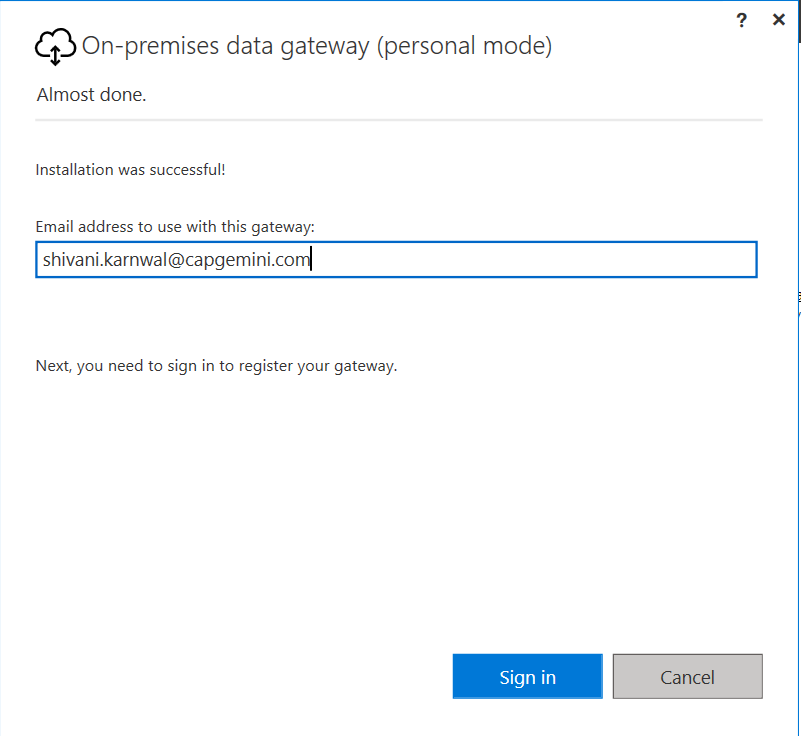 ? ×
On-premises data gateway (personal mode)
Almost done.
Installation was successful!
Email address to use with this gateway:
shivani.karnwal@capgemini.com
Next, you need to sign in to register your gateway.
Sign in
Cancel